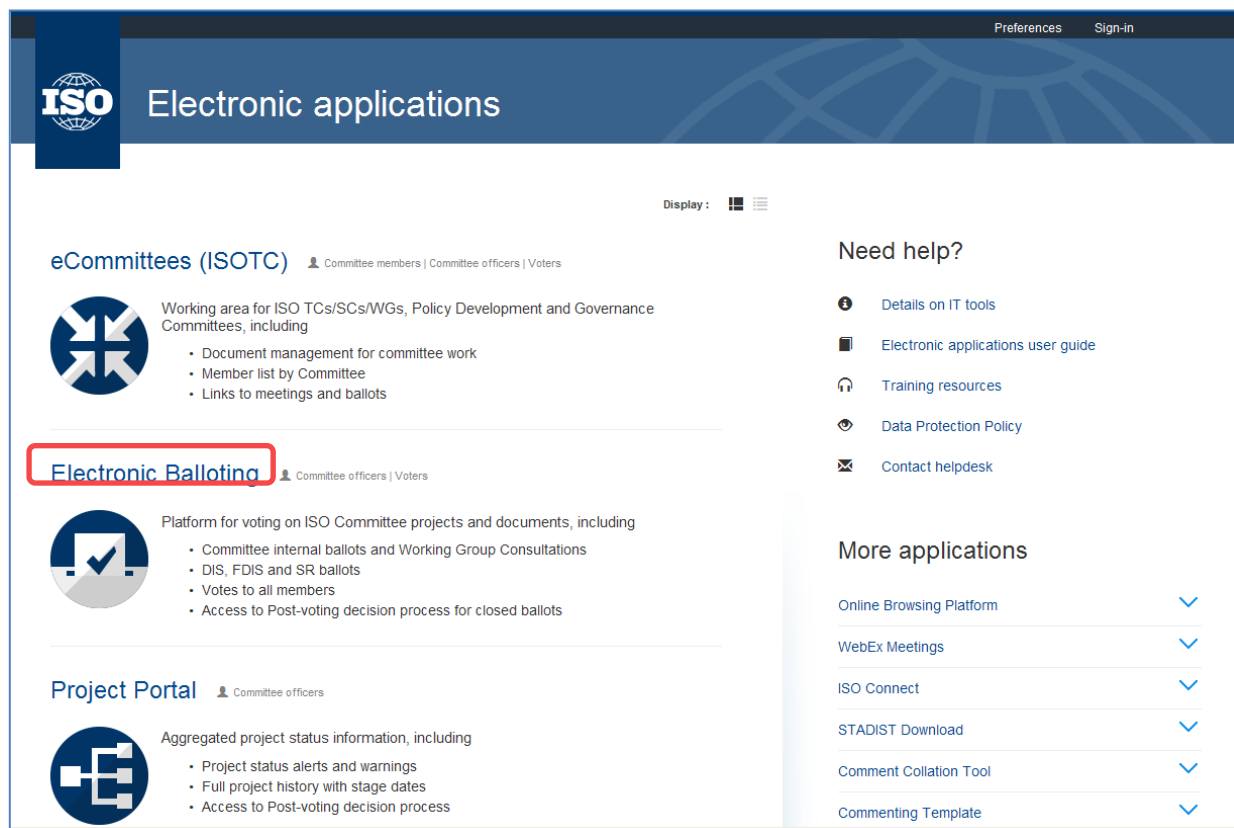 Preferences Sign-in
ISO
Electronic applications
Display :
eCommittees (ISOTC) Committee members | Committee officers | Voters
Working area for ISO TCs/SCs/WGs, Policy Development and Governance
Committees, including
• Document management for committee work
• Member list by Committee
• Links to meetings and ballots
Electronic Balloting Committee officers | Voters
Platform for voting on ISO Committee projects and documents, including
• Committee internal ballots and Working Group Consultations
• DIS, FDIS and SR ballots
• Votes to all members
• Access to Post-voting decision process for closed ballots
Project Portal Committee officers
Aggregated project status information, including
• Project status alerts and warnings
• Full project history with stage dates
• Access to Post-voting decision process
Need help?
Details on IT tools
Electronic applications user guide
Training resources
Data Protection Policy
Contact helpdesk
More applications
Online Browsing Platform
WebEx Meetings
ISO Connect
STADIST Download
Comment Collation Tool
Commenting Template